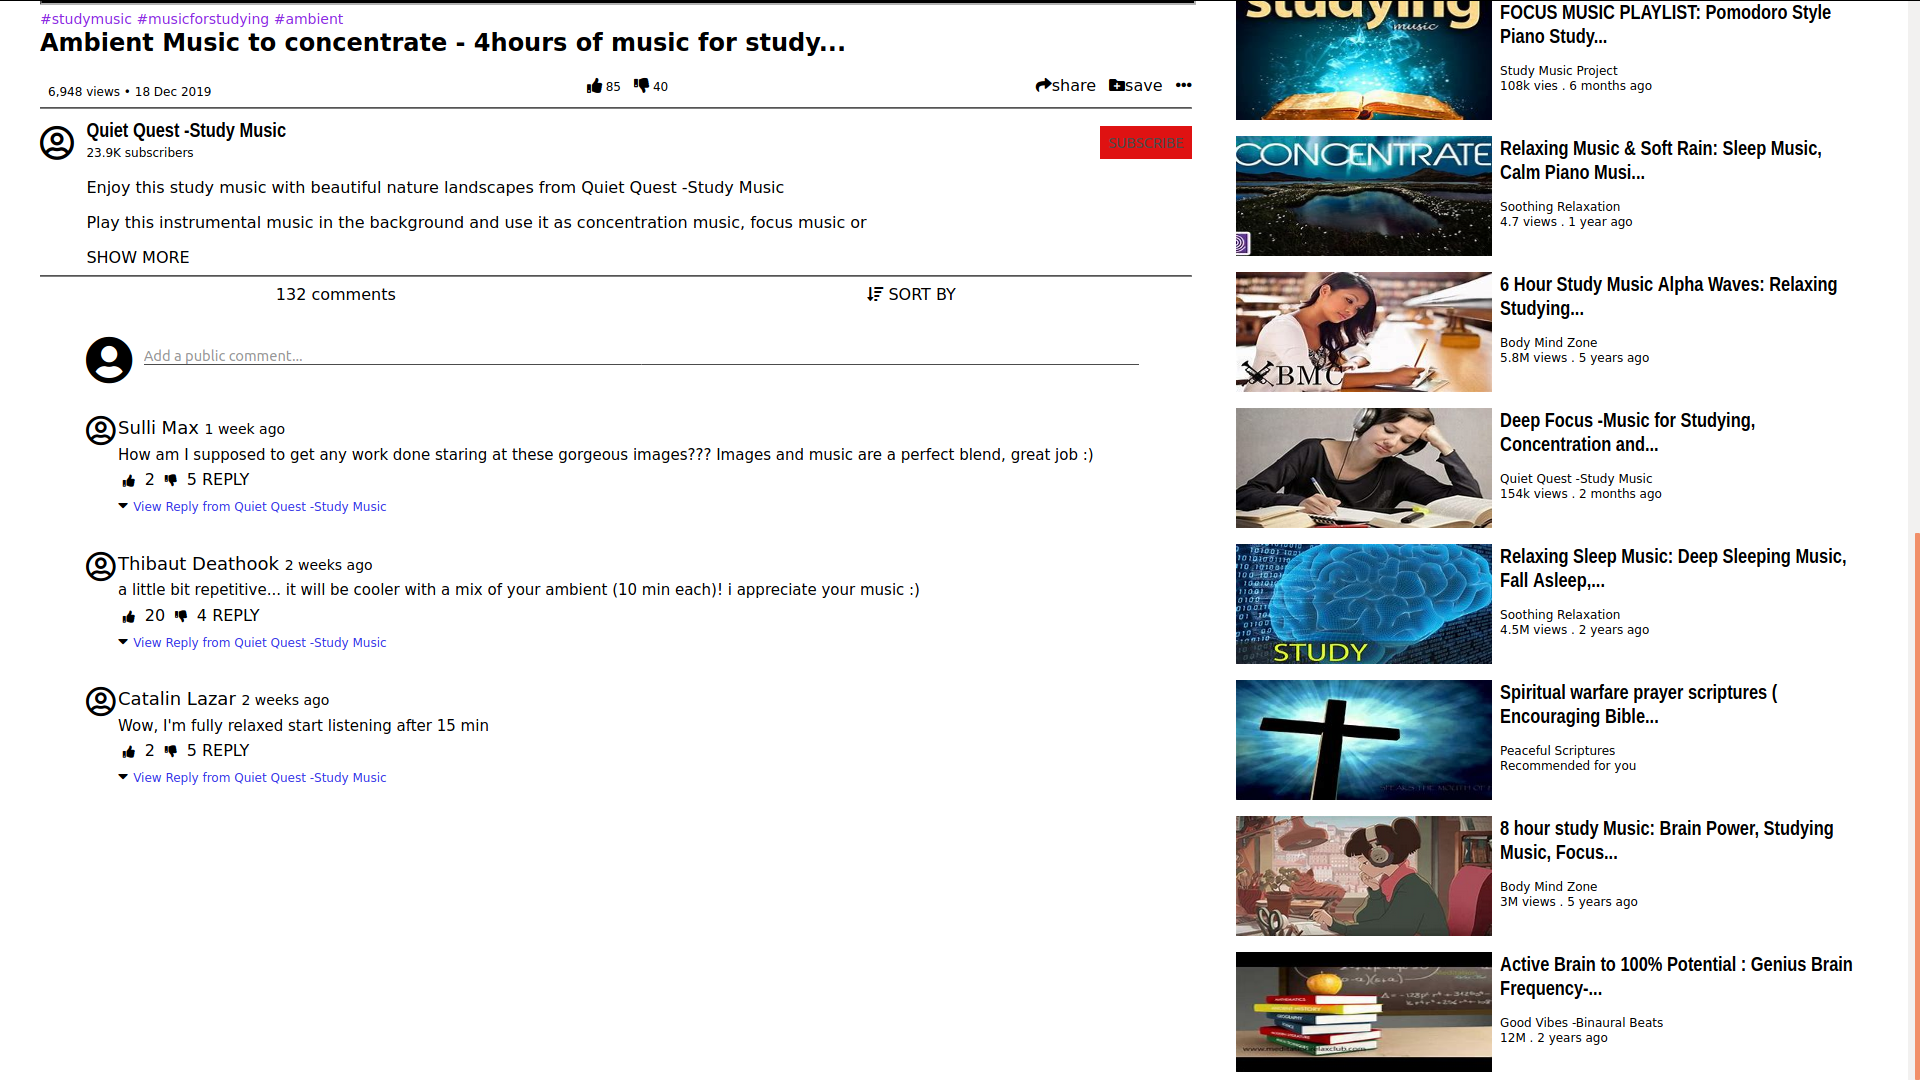 #studymusic #musicforstudying #ambient
Ambient Music to concentrate - 4hours of music for study...
6,948 views • 18 Dec 2019
85 40
share save •••
Quiet Quest -Study Music
23.9K subscribers
SUBSCRIBE
Enjoy this study music with beautiful nature landscapes from Quiet Quest -Study Music
Play this instrumental music in the background and use it as concentration music, focus music or
SHOW MORE
132 comments
SORT BY
Add a public comment...
Sulli Max 1 week ago
How am I supposed to get any work done staring at these gorgeous images??? Images and music are a perfect blend, great job :)
2 5 REPLY
View Reply from Quiet Quest -Study Music
Thibaut Deathook 2 weeks ago
a little bit repetitive... it will be cooler with a mix of your ambient (10 min each)! i appreciate your music :)
20 4 REPLY
View Reply from Quiet Quest -Study Music
Catalin Lazar 2 weeks ago
Wow, I'm fully relaxed start listening after 15 min
2 5 REPLY
View Reply from Quiet Quest -Study Music
studying
music
FOCUS MUSIC PLAYLIST: Pomodoro Style
Piano Study...
Study Music Project
108k vies . 6 months ago
CONCENTRATE
Relaxing Music & Soft Rain: Sleep Music,
Calm Piano Musi...
Soothing Relaxation
4.7 views . 1 year ago
BMC
6 Hour Study Music Alpha Waves: Relaxing
Studying...
Body Mind Zone
5.8M views . 5 years ago
Deep Focus -Music for Studying,
Concentration and...
Quiet Quest -Study Music
154k views . 2 months ago
STUDY
Relaxing Sleep Music: Deep Sleeping Music,
Fall Asleep,...
Soothing Relaxation
4.5M views . 2 years ago
SPEAKS THE MOUTH OF
Spiritual warfare prayer scriptures (
Encouraging Bible...
Peaceful Scriptures
Recommended for you
8 hour study Music: Brain Power, Studying
Music, Focus...
Body Mind Zone
3M views . 5 years ago
MATHEMATICS
GEOGRAPHY
Active Brain to 100% Potential : Genius Brain
Frequency-...
Good Vibes -Binaural Beats
12M . 2 years ago